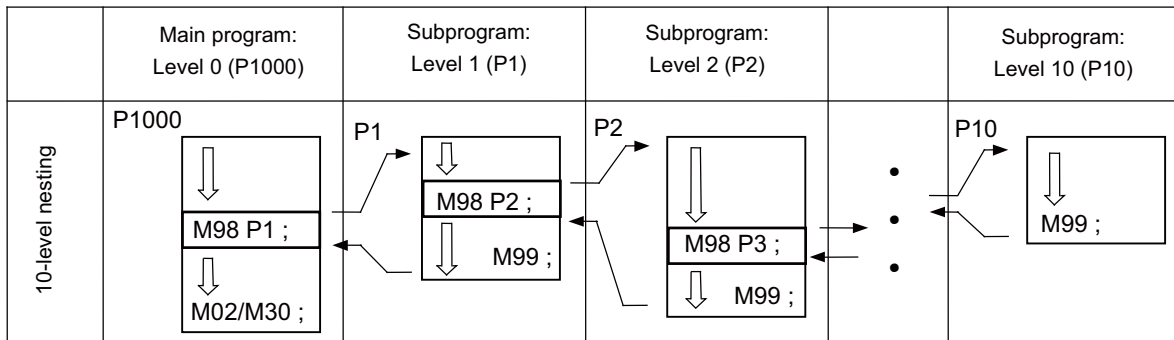 Main program:
Level 0 (P1000)
Subprogram:
Level 1 (P1)
Subprogram:
Level 2 (P2)
Subprogram:
Level 10 (P10)
10-level nesting
P1000
M98 P1 ;
M02/M30 ;
P1
M98 P2 ;
M99 ;
P2
M98 P3 ;
M99 ;
P10
M99 ;